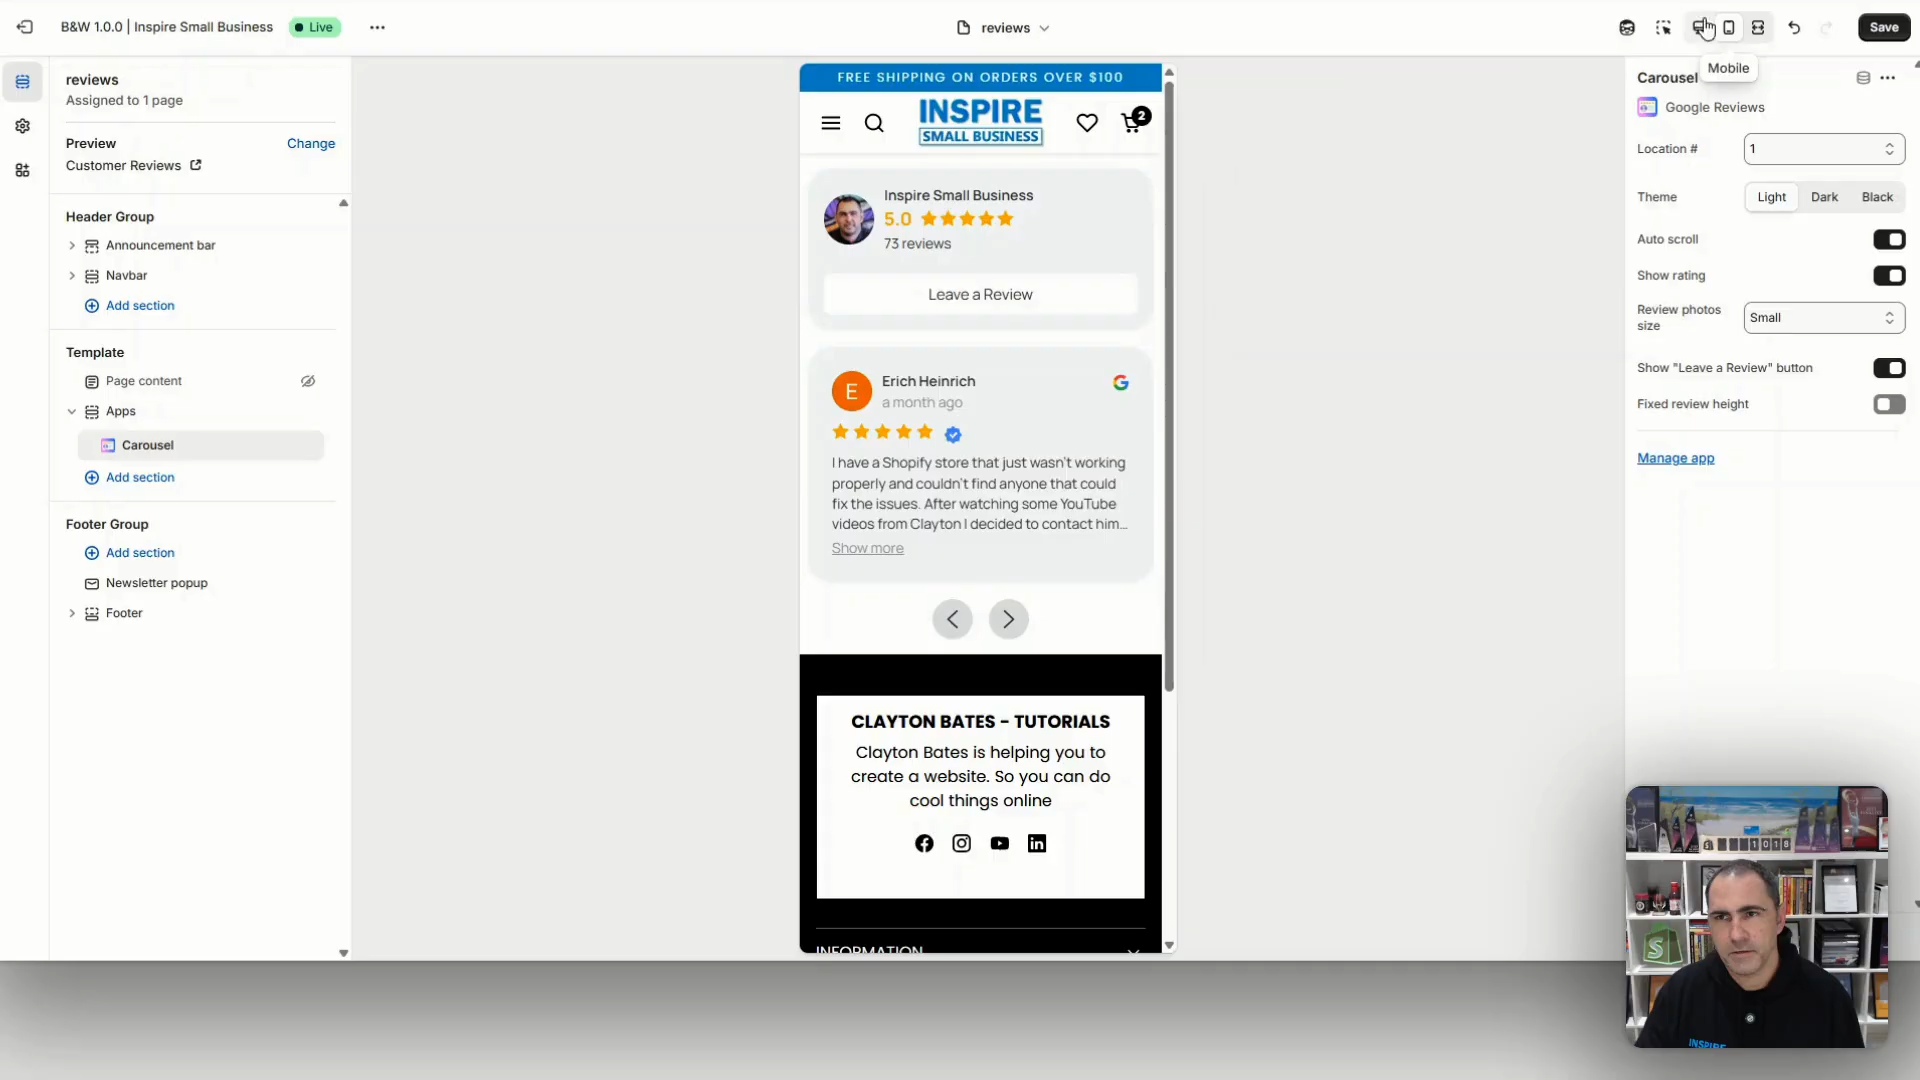 B&W 1.0.0 | Inspire Small Business
Live
reviews
Save
Mobile
reviews
Assigned to 1 page
Preview
Change
Customer Reviews
Header Group
Announcement bar
Navbar
Add section
Template
Page content
Apps
Carousel
Add section
Footer Group
Add section
Newsletter popup
Footer
FREE SHIPPING ON ORDERS OVER $100
INSPIRE
SMALL BUSINESS
2
Inspire Small Business
5.0
73 reviews
Leave a Review
E
Erich Heinrich
a month ago
I have a Shopify store that just wasn't working
properly and couldn't find anyone that could
fix the issues. After watching some YouTube
videos from Clayton I decided to contact him...
Show more
CLAYTON BATES - TUTORIALS
Clayton Bates is helping you to
create a website. So you can do
cool things online
INFORMATION
Carousel
Google Reviews
Location #
1
Theme
Light
Dark
Black
Auto scroll
Show rating
Review photos
size
Small
Show "Leave a Review" button
Fixed review height
Manage app
1018
S
INSPIRE